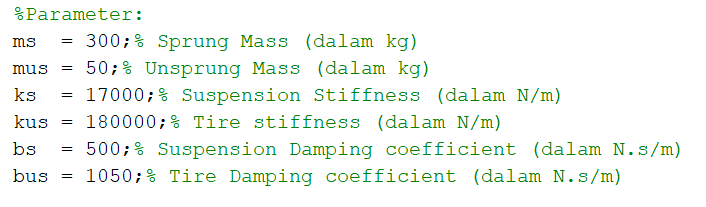 %Parameter:
ms  = 300;% Sprung Mass (dalam kg)
mus = 50;% Unsprung Mass (dalam kg)
ks  = 17000;% Suspension Stiffness (dalam N/m)
kus = 180000;% Tire stiffness (dalam N/m)
bs  = 500;% Suspension Damping coefficient (dalam N.s/m)
bus = 1050;% Tire Damping coefficient (dalam N.s/m)